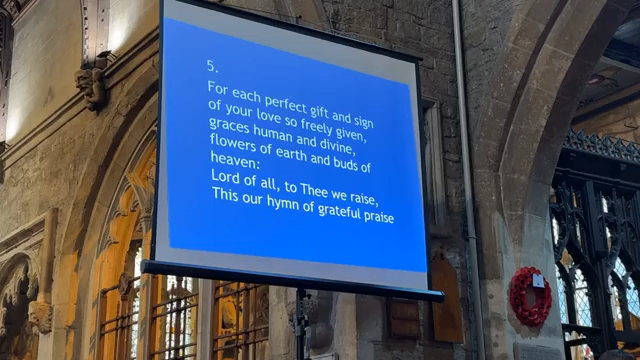 5.
For each perfect gift and sign
of your love so freely given,
graces human and divine,
flowers of earth and buds of
heaven:
Lord of all, to Thee we raise,
This our hymn of grateful praise